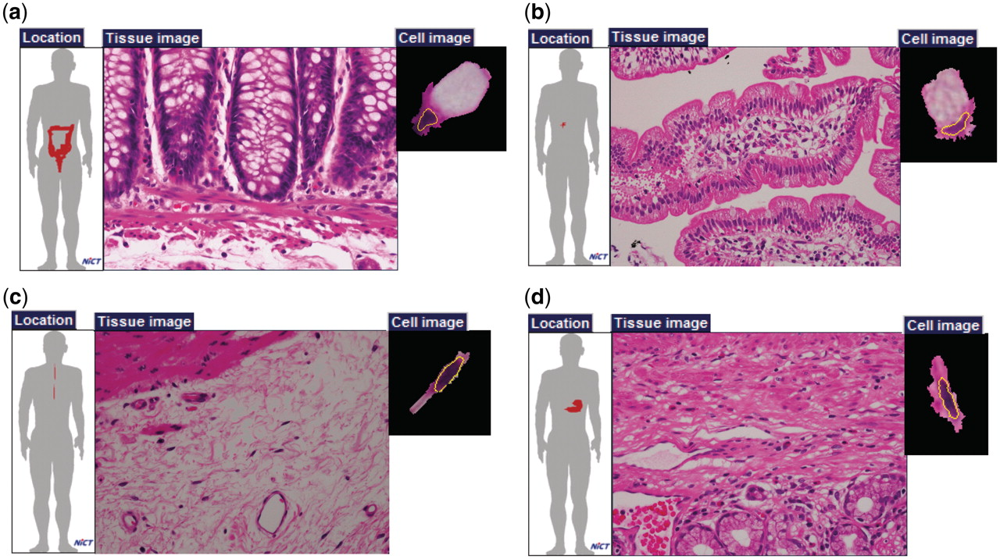 (a)
Location
Tissue image
Cell image
NiCT
(b)
Location
Tissue image
Cell image
NiCT
(c)
Location
Tissue image
Cell image
NiCT
(d)
Location
Tissue image
Cell image
NiCT